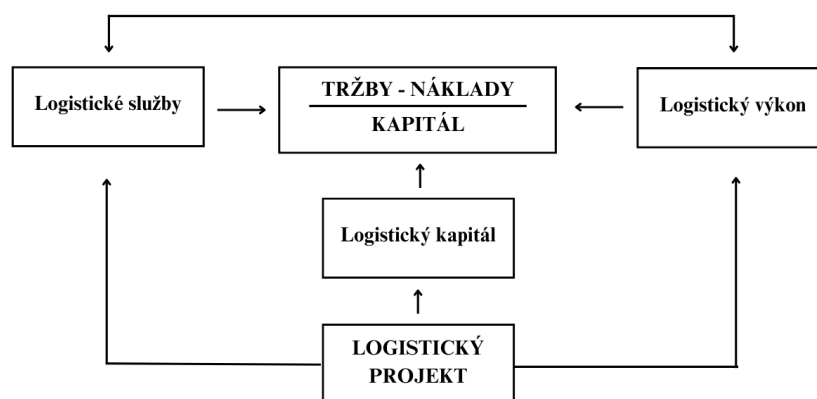 Logistické služby
TRŽBY - NÁKLADY
KAPITÁL
Logistický výkon
Logistický kapitál
LOGISTICKÝ
PROJEKT